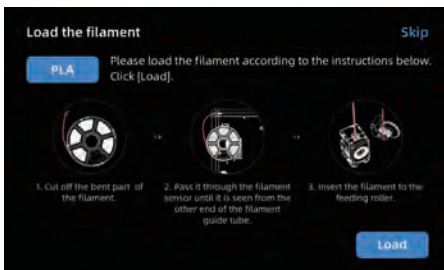 Load the filament
Skip
PLA
Please load the filament according to the instructions below.
Click [Load].
1. Cut off the bent part of
the filament.
2. Pass it through the filament
sensor until it is seen from the
other end of the filament
guide tube.
3. Insert the filament to the
feeding roller.
Load